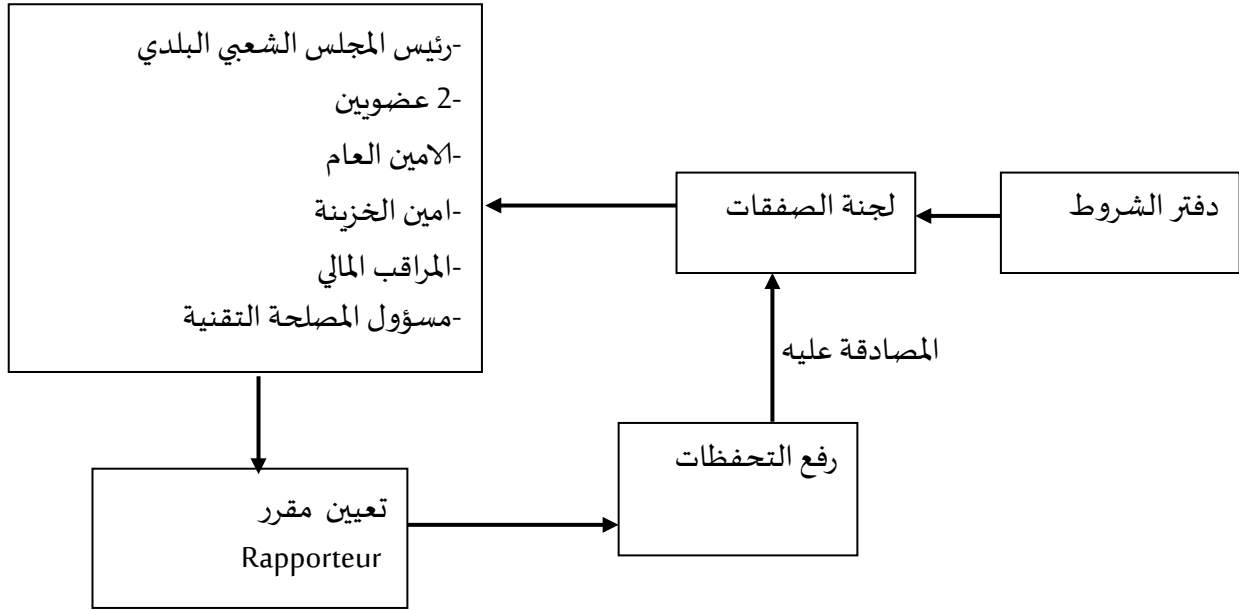 دفتر الشروط
لجنة الصفقات
-رئيس المجلس الشعبي البلدي
-2 عضويين
-الامين العام
-امين الخزينة
-المراقب المالي
-مسؤول المصلحة التقنية
تعيين مقرر
Rapporteur
رفع التحفظات
المصادقة عليه